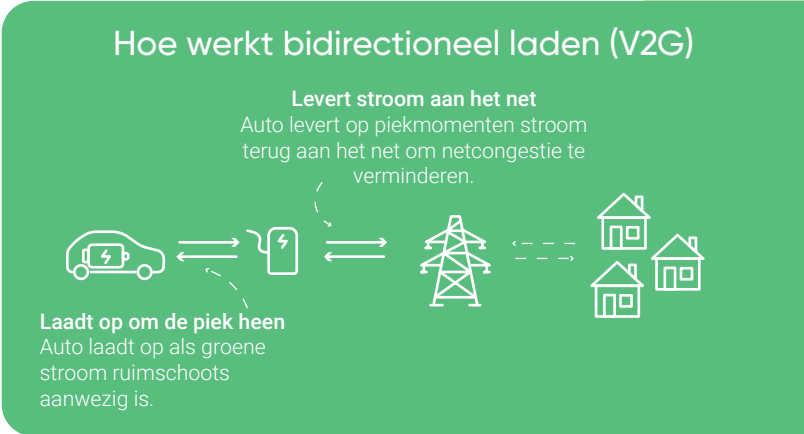 Hoe werkt bidirectioneel laden (V2G)
Levert stroom aan het net
Auto levert op piekmomenten stroom
terug aan het net om netcongestie te
verminderen.
Laadt op om de piek heen
Auto laadt op als groene
stroom ruimschoots
aanwezig is.